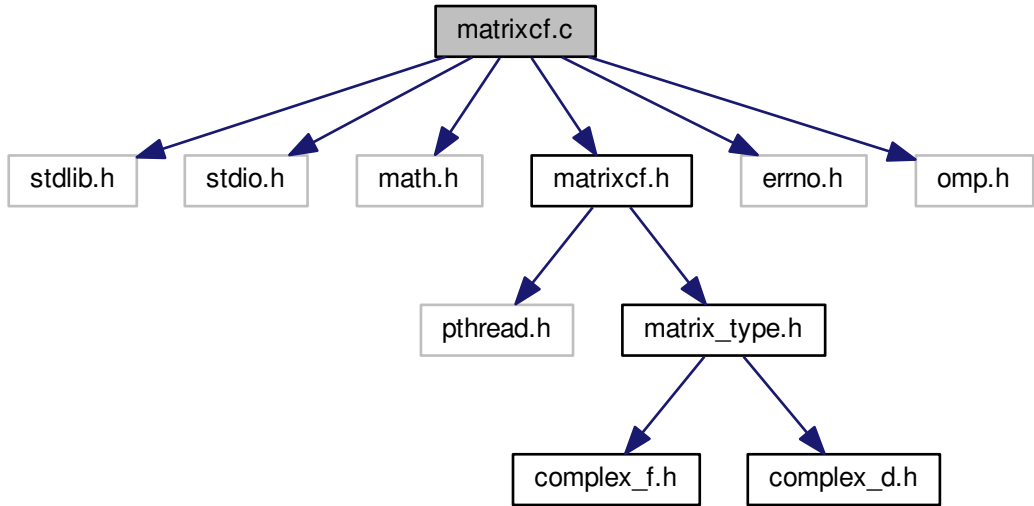 matrixcf.c
stdlib.h
stdio.h
math.h
matrixcf.h
errno.h
omp.h
pthread.h
matrix_type.h
complex_f.h
complex_d.h